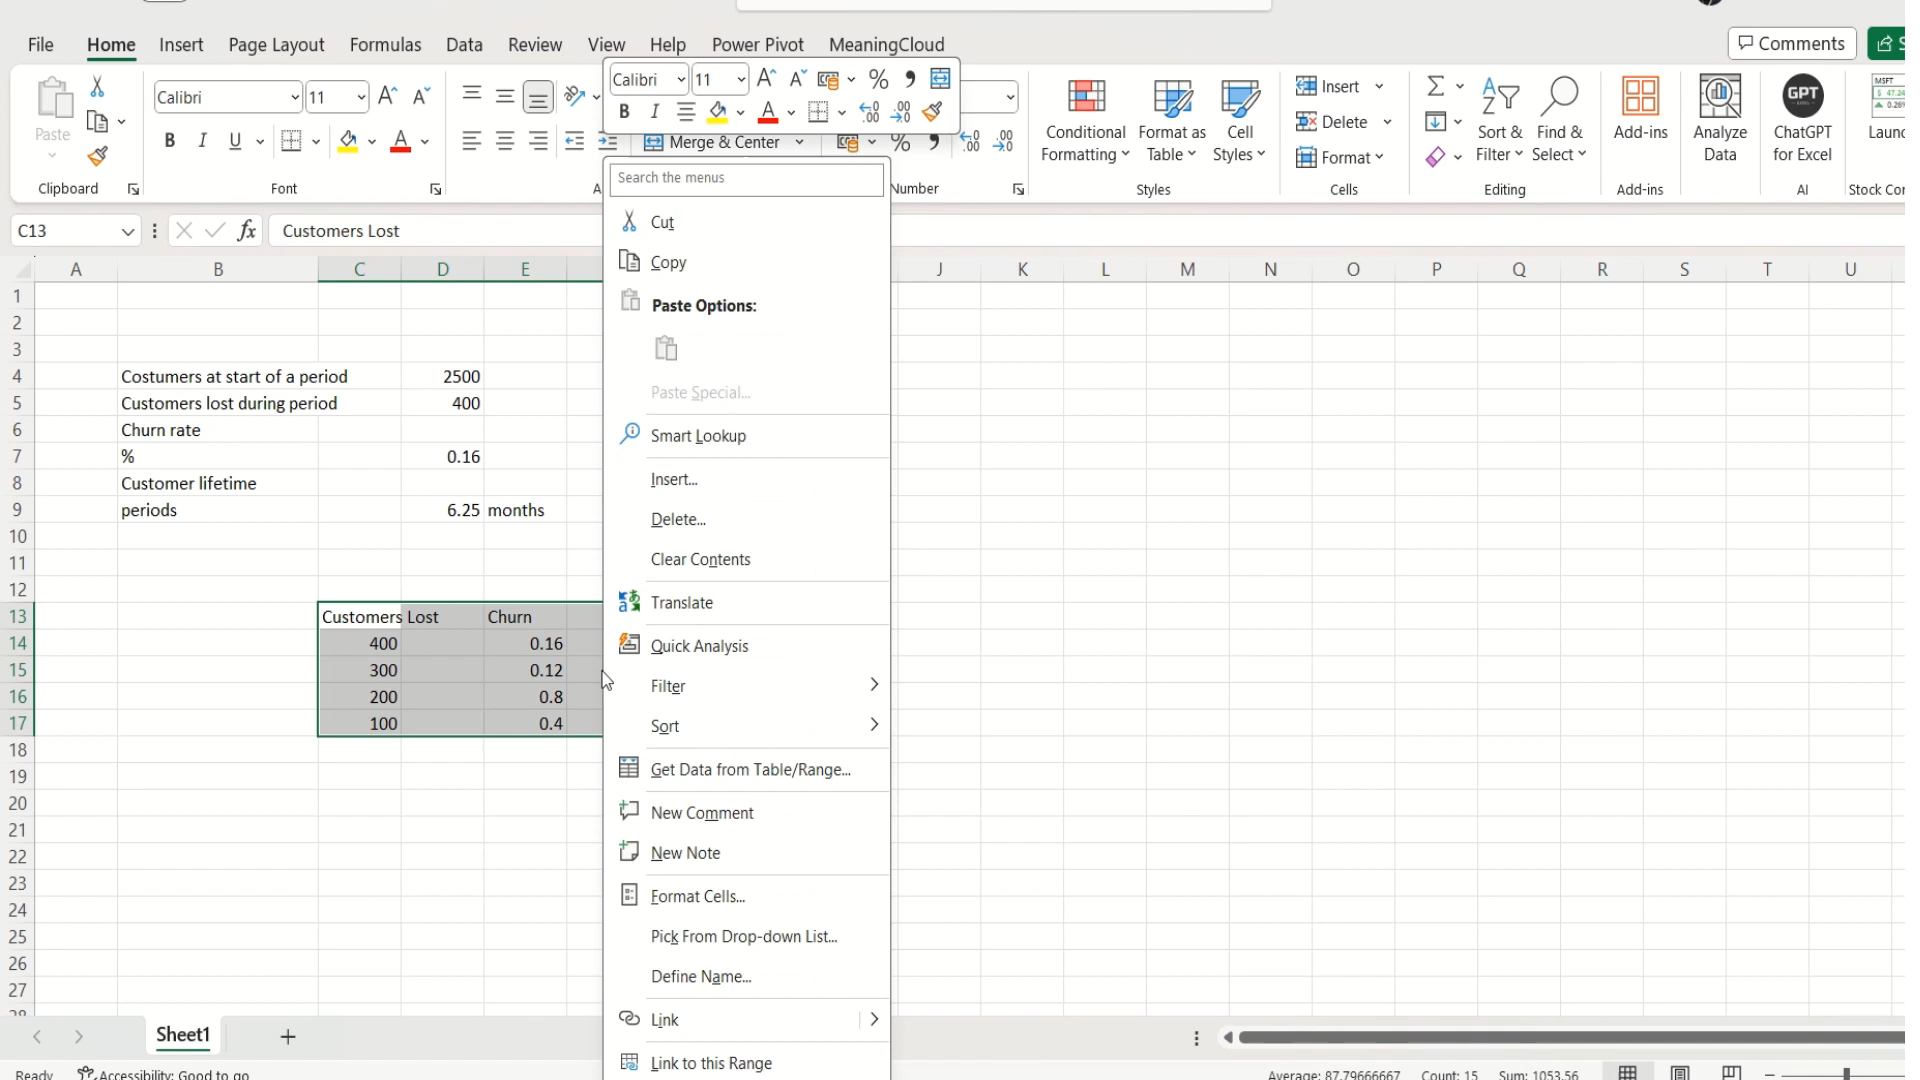 File Home Insert Page Layout Formulas Data Review View Help Power Pivot MeaningCloud Comments S
Calibri 11 % ,
Paste Calibri 11 B I A
B I U A Merge & Center % ,
Clipboard Font A Number
Conditional Formatting Format as Table Cell Styles
Styles
Insert Delete Format
Cells
Sort & Filter Find & Select
Editing
Add-ins
Add-ins
Analyze Data
GPT
ChatGPT for Excel
AI
MSFT
$ 47.24
0.26%
Laun
Stock Co
C13 fx Customers Lost
A B C D E J K L M N O P Q R S T U
1
2
3
4 Costumers at start of a period 2500
5 Customers lost during period 400
6 Churn rate
7 % 0.16
8 Customer lifetime
9 periods 6.25 months
10
11
12
13 Customers Lost Churn
14 400 0.16
15 300 0.12
16 200 0.8
17 100 0.4
18
19
20
21
22
23
24
25
26
27
28
Search the menus
Cut
Copy
Paste Options:
Paste Special...
Smart Lookup
Insert...
Delete...
Clear Contents
Translate
Quick Analysis
Filter
Sort
Get Data from Table/Range...
New Comment
New Note
Format Cells...
Pick From Drop-down List...
Define Name...
Link
Link to this Range
Sheet1
Ready Accessibility: Good to go Average: 87.79666667 Count: 15 Sum: 1053.56